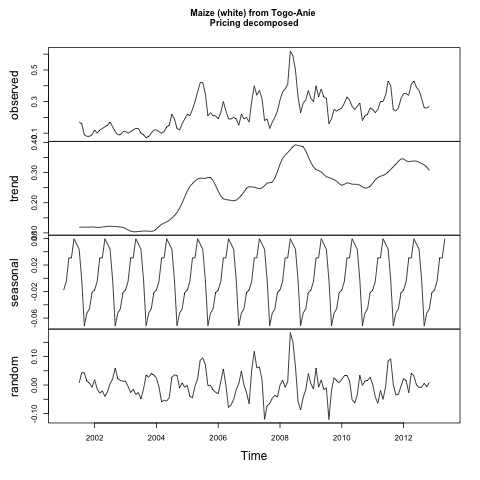 Maize (white) from Togo-Anie
Pricing decomposed
observed
0.5
0.3
0.1
trend
0.40
0.30
0.20
seasonal
0.02
-0.02
-0.06
random
0.10
0.00
-0.10
2002 2004 2006 2008 2010 2012
Time